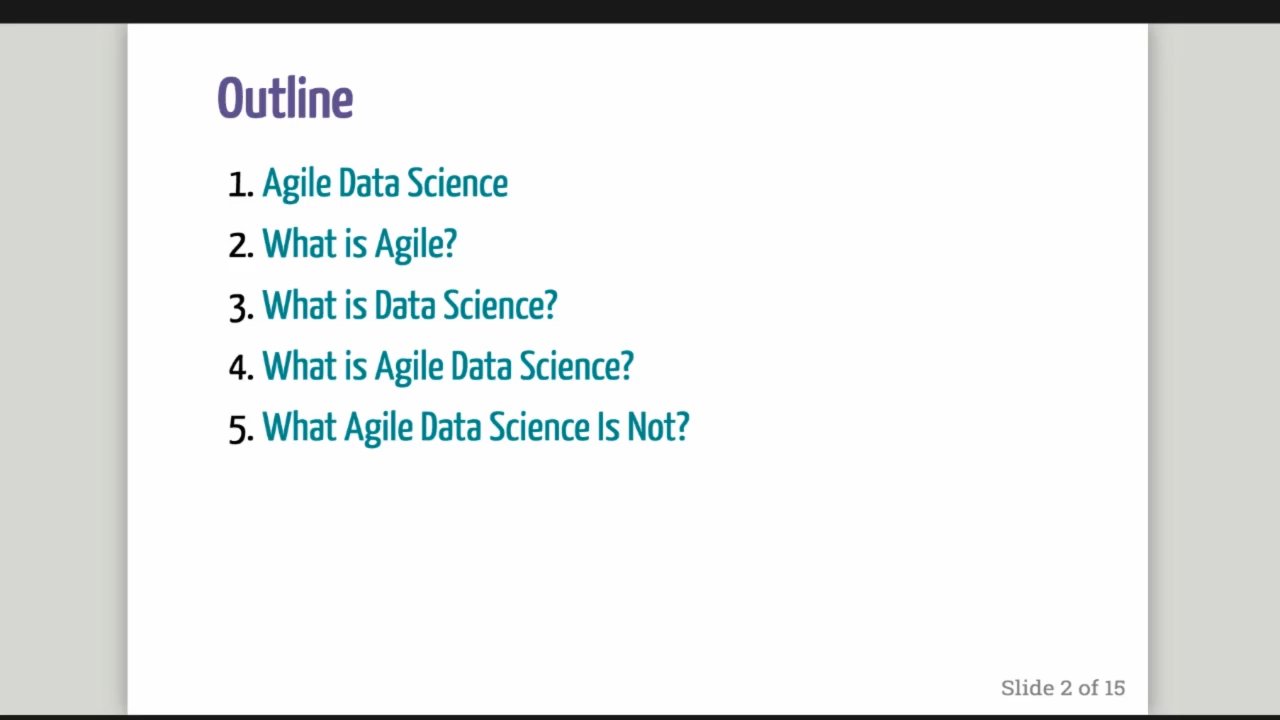 Outline
1. Agile Data Science
2. What is Agile?
3. What is Data Science?
4. What is Agile Data Science?
5. What Agile Data Science Is Not?
Slide 2 of 15